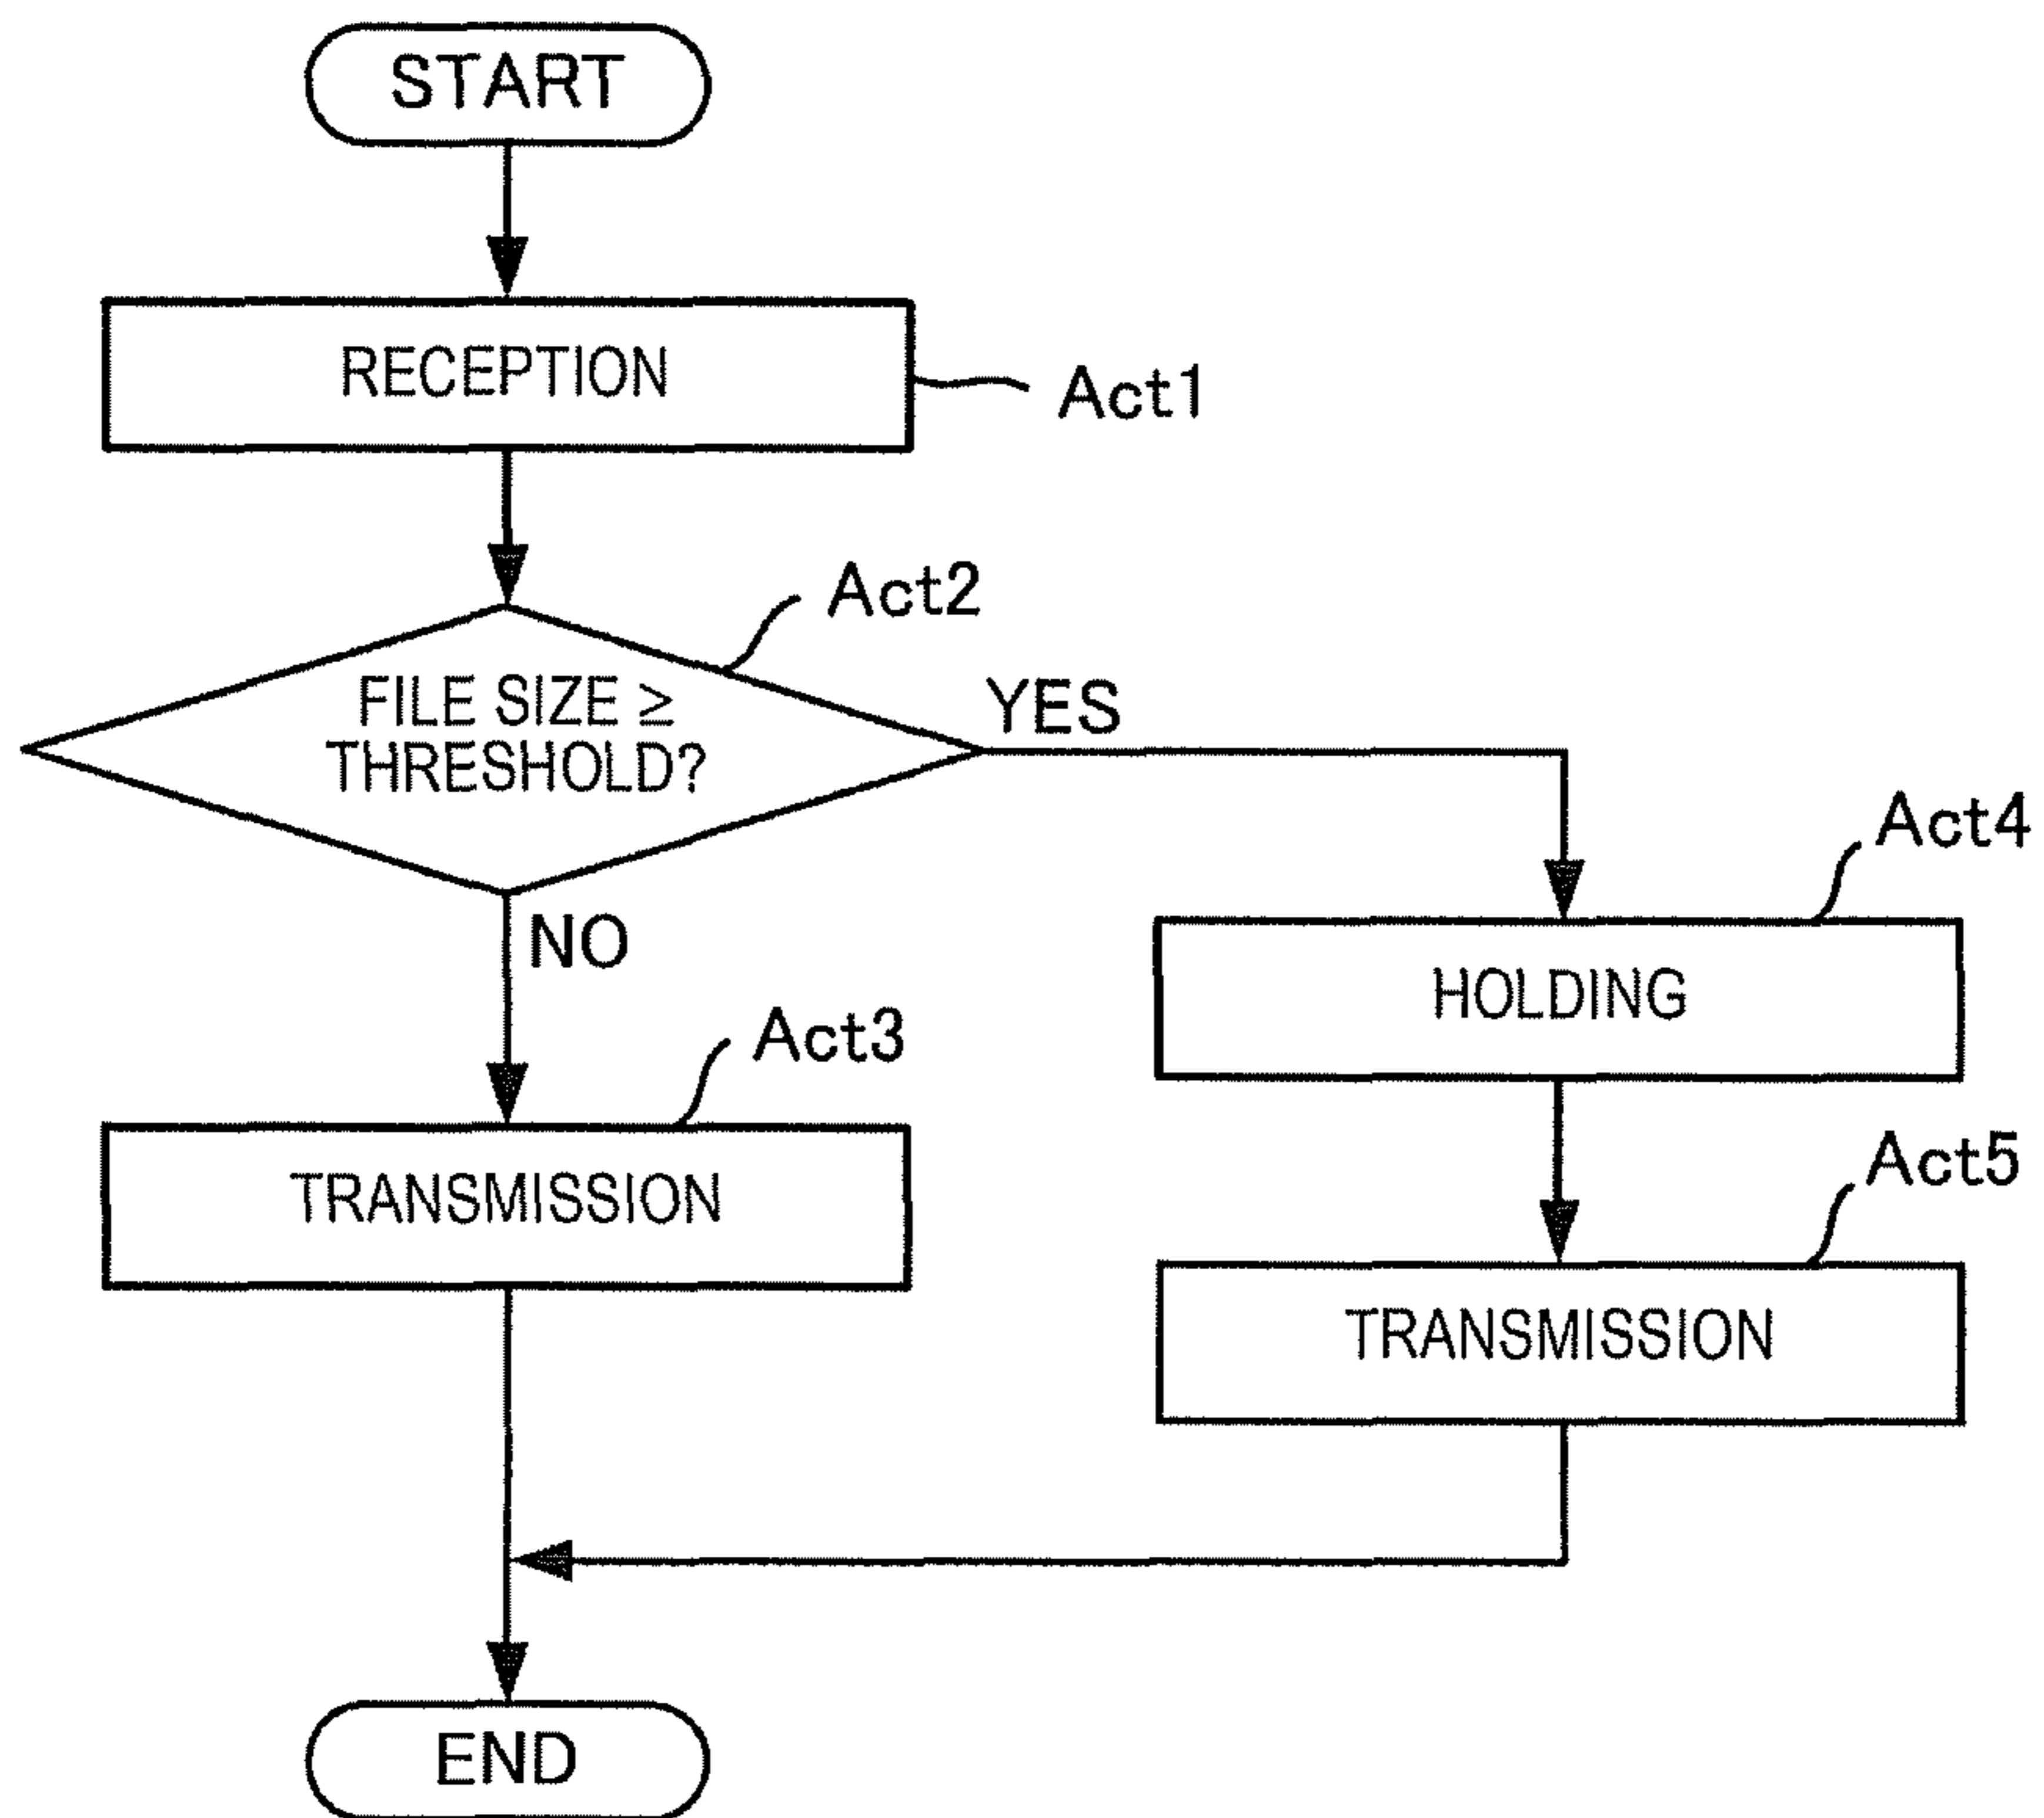 START
RECEPTION
Act1
Act2
FILE SIZE ≥
THRESHOLD?
YES
NO
Act4
HOLDING
Act3
TRANSMISSION
Act5
TRANSMISSION
END